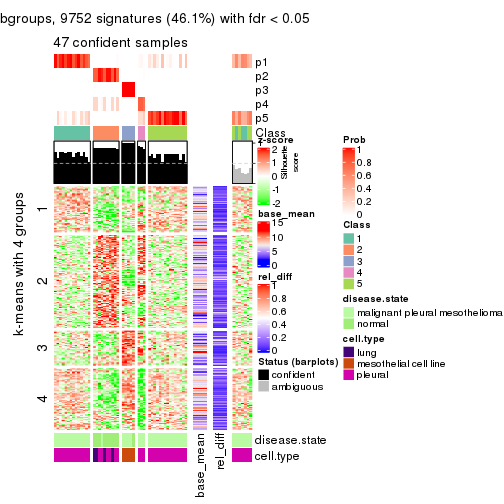 bgroups, 9752 signatures (46.1%) with fdr < 0.05
47 confident samples
p1
p2
p3
p4
p5
Class
k-means with 4 groups
1
2
3
4
Silhouette
score
z-score
2
1
0
-1
-2
base_mean
15
10
5
0
rel_diff
1
0.8
0.6
0.4
0.2
0
Status (barplots)
confident
ambiguous
Prob
1
0.8
0.6
0.4
0.2
0
Class
1
2
3
4
5
disease.state
malignant pleural mesothelioma
normal
cell.type
lung
mesothelial cell line
pleural
disease.state
cell.type
base_mean
rel_diff